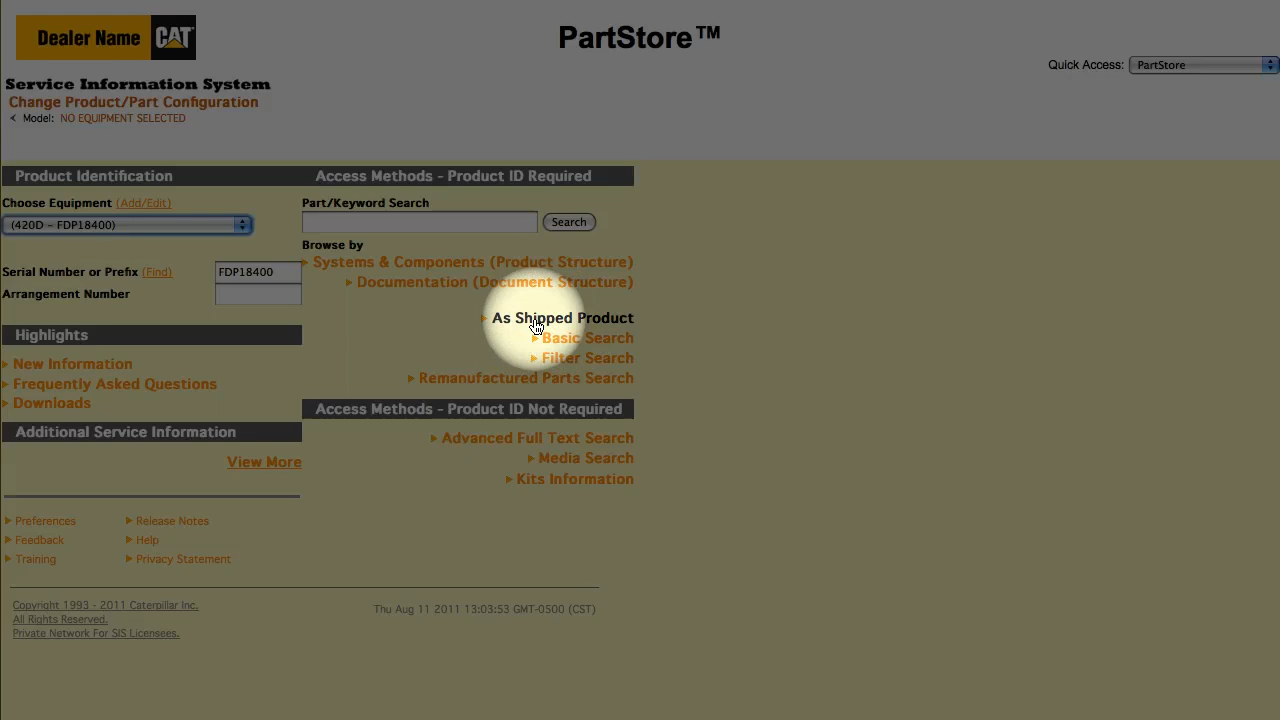 Dealer Name CAT
PartStore™
Quick Access: PartStore
Service Information System
Change Product/Part Configuration
Model: NO EQUIPMENT SELECTED
Product Identification
Choose Equipment (Add/Edit)
(420D - FDP18400)
Serial Number or Prefix (Find) FDP18400
Arrangement Number
Highlights
New Information
Frequently Asked Questions
Downloads
Additional Service Information
View More
Access Methods - Product ID Required
Part/Keyword Search
Search
Browse by
Systems & Components (Product Structure)
Documentation (Document Structure)
As Shipped Product
Basic Search
Filter Search
Remanufactured Parts Search
Access Methods - Product ID Not Required
Advanced Full Text Search
Media Search
Kits Information
Preferences Release Notes
Feedback Help
Training Privacy Statement
Copyright 1993 - 2011 Caterpillar Inc.
All Rights Reserved.
Private Network For SIS Licensees.
Thu Aug 11 2011 13:03:53 GMT-0500 (CST)